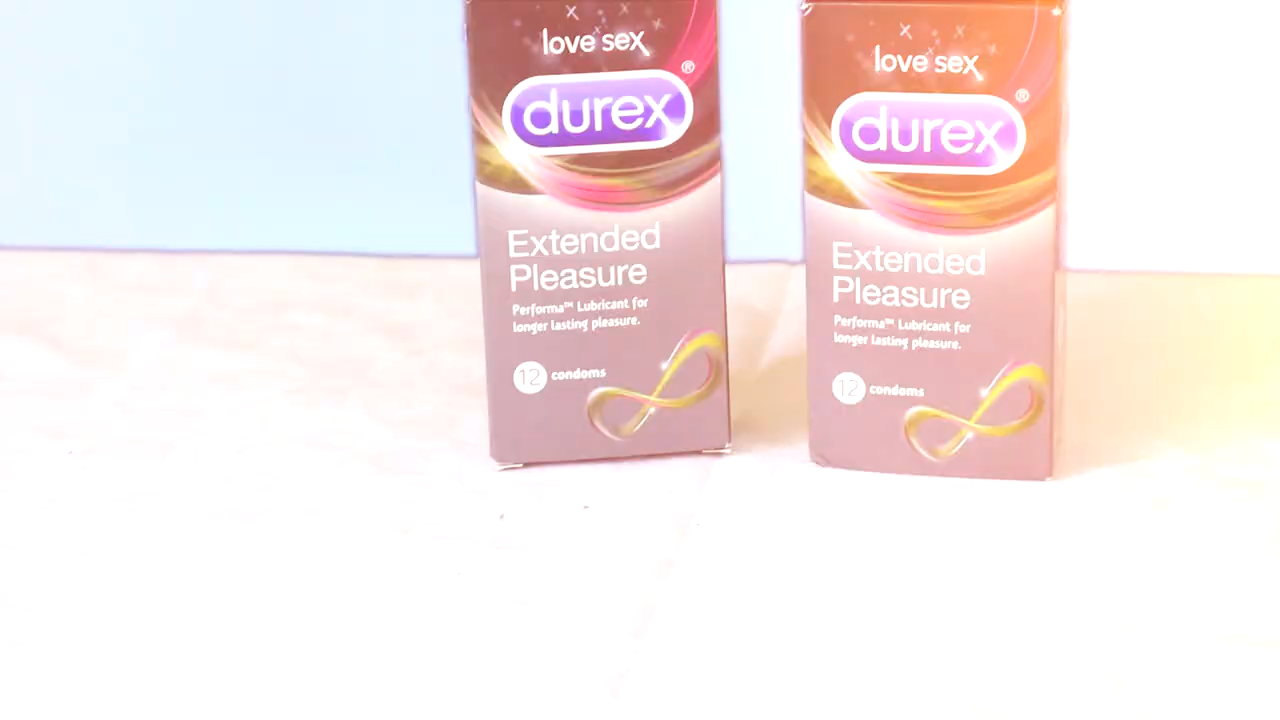 love sex
durex®
Extended
Pleasure
Performa™ Lubricant for
longer lasting pleasure.
12 condoms
love sex
durex®
Extended
Pleasure
Performa™ Lubricant for
longer lasting pleasure.
12 condoms